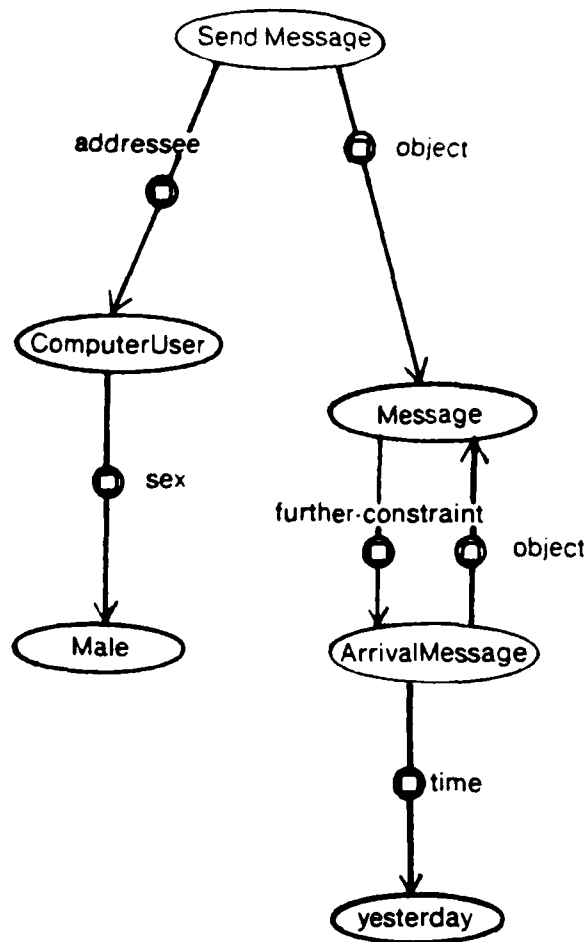 Send Message
addressee
object
ComputerUser
Message
sex
further-constraint
object
Male
ArrivalMessage
time
yesterday